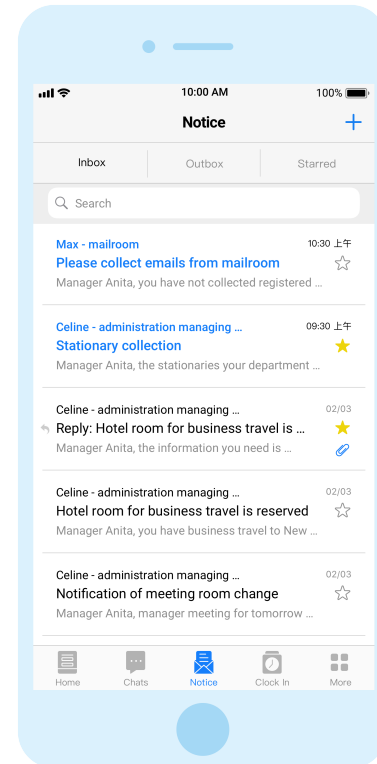 10:00 AM
100%
Notice
Inbox
Outbox
Starred
Search
Max - mailroom
10:30 上午
Please collect emails from mailroom
Manager Anita, you have not collected registered ...
Celine - administration managing ...
09:30 上午
Stationary collection
Manager Anita, the stationaries your department ...
Celine - administration managing ...
02/03
Reply: Hotel room for business travel is ...
Manager Anita, the information you need is ...
Celine - administration managing ...
02/03
Hotel room for business travel is reserved
Manager Anita, you have business travel to New ...
Celine - administration managing ...
02/03
Notification of meeting room change
Manager Anita, manager meeting for tomorrow ...
Home
Chats
Notice
Clock In
More